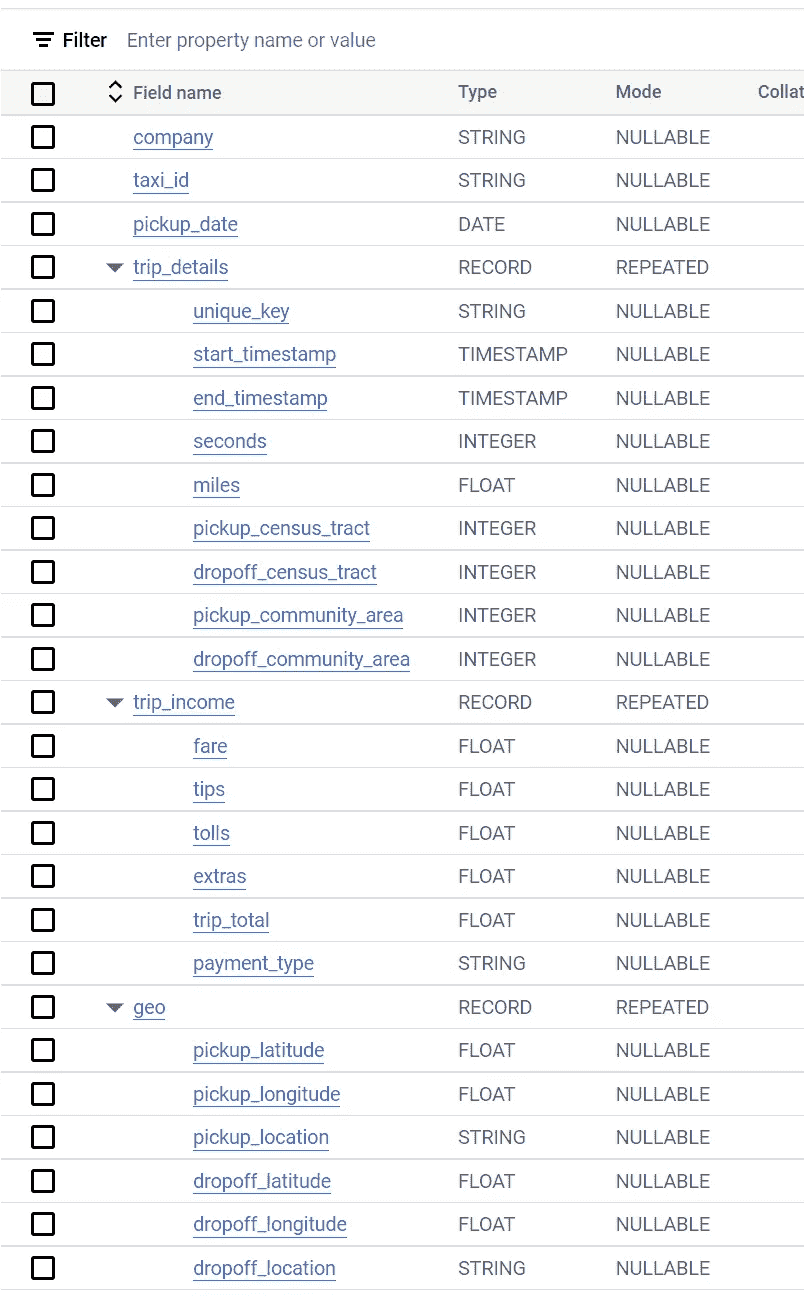 Filter Enter property name or value
Field name Type Mode Collat
company STRING NULLABLE
taxi_id STRING NULLABLE
pickup_date DATE NULLABLE
trip_details RECORD REPEATED
unique_key STRING NULLABLE
start_timestamp TIMESTAMP NULLABLE
end_timestamp TIMESTAMP NULLABLE
seconds INTEGER NULLABLE
miles FLOAT NULLABLE
pickup_census_tract INTEGER NULLABLE
dropoff_census_tract INTEGER NULLABLE
pickup_community_area INTEGER NULLABLE
dropoff_community_area INTEGER NULLABLE
trip_income RECORD REPEATED
fare FLOAT NULLABLE
tips FLOAT NULLABLE
tolls FLOAT NULLABLE
extras FLOAT NULLABLE
trip_total FLOAT NULLABLE
payment_type STRING NULLABLE
geo RECORD REPEATED
pickup_latitude FLOAT NULLABLE
pickup_longitude FLOAT NULLABLE
pickup_location STRING NULLABLE
dropoff_latitude FLOAT NULLABLE
dropoff_longitude FLOAT NULLABLE
dropoff_location STRING NULLABLE